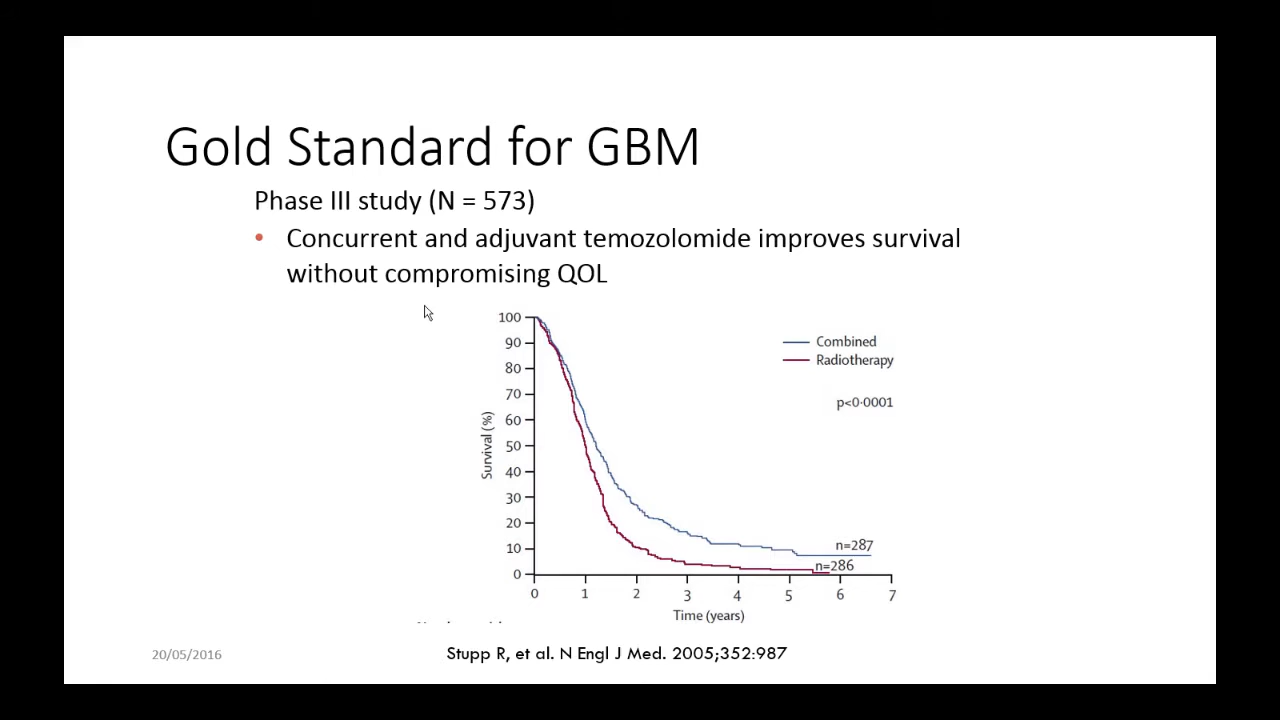 Gold Standard for GBM
Phase III study (N = 573)
• Concurrent and adjuvant temozolomide improves survival
without compromising QOL
100
90
80
70
60
50
40
30
20
10
0
Survival (%)
Combined
Radiotherapy
p<0·0001
n=287
n=286
0 1 2 3 4 5 6 7
Time (years)
20/05/2016
Stupp R, et al. N Engl J Med. 2005;352:987